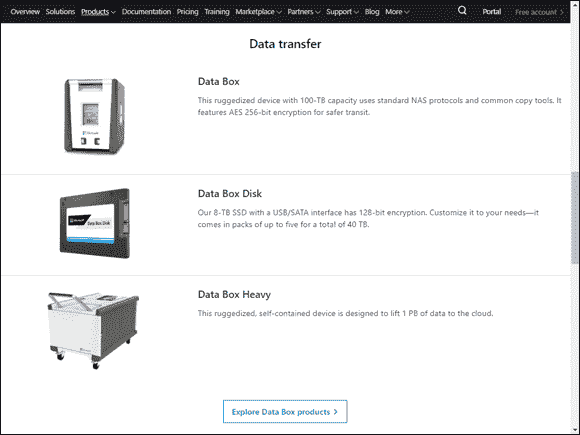 Overview Solutions Products Documentation Pricing Training Marketplace Partners Support Blog More Portal Free account >
Data transfer
Data Box
This ruggedized device with 100-TB capacity uses standard NAS protocols and common copy tools. It
features AES 256-bit encryption for safer transit.
Data Box Disk
Data Box Disk
Our 8-TB SSD with a USB/SATA interface has 128-bit encryption. Customize it to your needs—it
comes in packs of up to five for a total of 40 TB.
Data Box Heavy
This ruggedized, self-contained device is designed to lift 1 PB of data to the cloud.
Explore Data Box products >